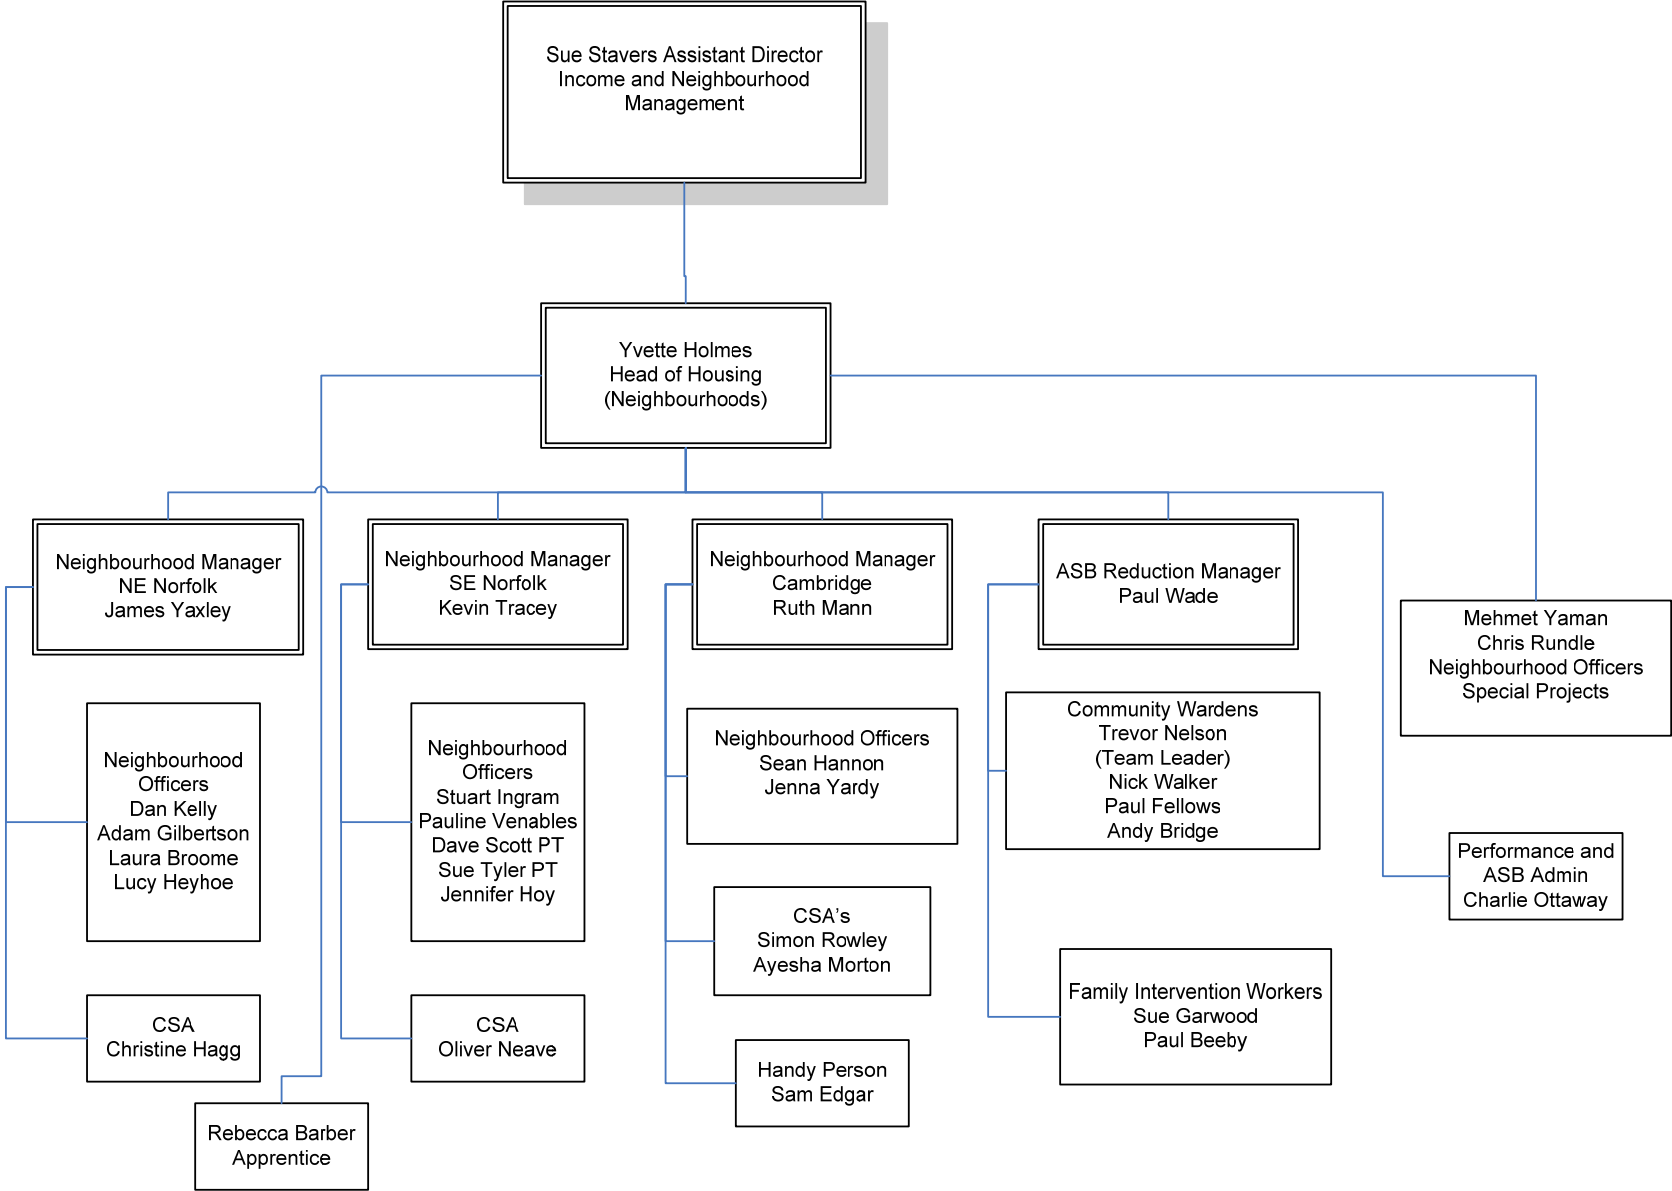 Sue Stavers Assistant Director
Income and Neighbourhood
Management
Yvette Holmes
Head of Housing
(Neighbourhoods)
Neighbourhood Manager
NE Norfolk
James Yaxley
Neighbourhood Manager
SE Norfolk
Kevin Tracey
Neighbourhood Manager
Cambridge
Ruth Mann
ASB Reduction Manager
Paul Wade
Mehmet Yaman
Chris Rundle
Neighbourhood Officers
Special Projects
Neighbourhood
Officers
Dan Kelly
Adam Gilbertson
Laura Broome
Lucy Heyhoe
Neighbourhood
Officers
Stuart Ingram
Pauline Venables
Dave Scott PT
Sue Tyler PT
Jennifer Hoy
Neighbourhood Officers
Sean Hannon
Jenna Yardy
Community Wardens
Trevor Nelson
(Team Leader)
Nick Walker
Paul Fellows
Andy Bridge
Performance and
ASB Admin
Charlie Ottaway
CSA's
Simon Rowley
Ayesha Morton
Family Intervention Workers
Sue Garwood
Paul Beeby
CSA
Christine Hagg
CSA
Oliver Neave
Handy Person
Sam Edgar
Rebecca Barber
Apprentice